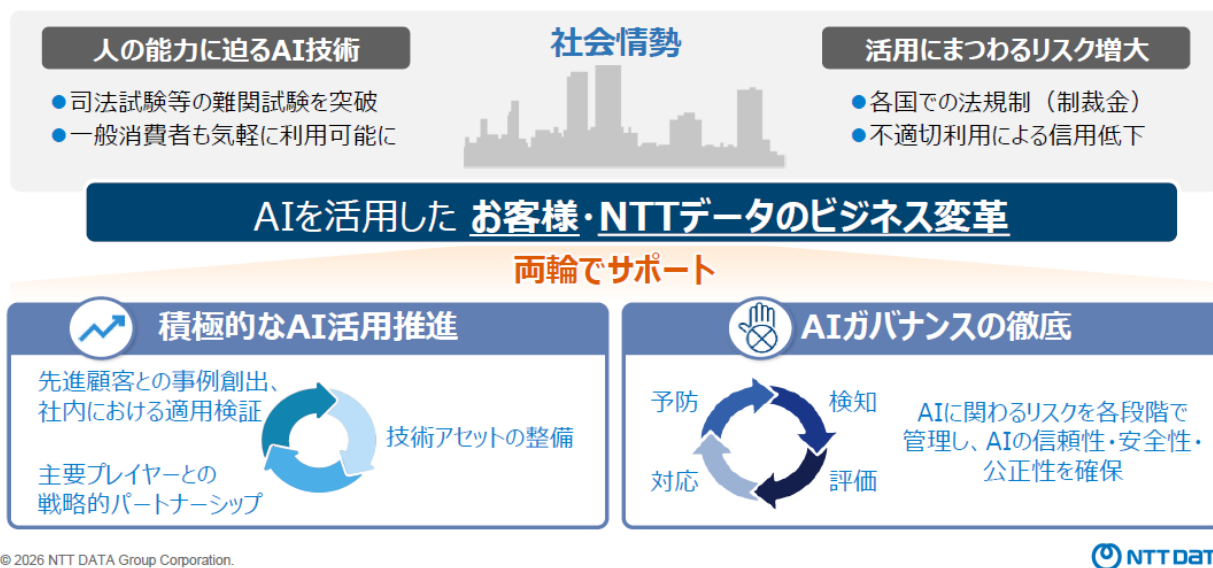 社会情勢
人の能力に迫るAI技術
●司法試験等の難関試験を突破
●一般消費者も気軽に利用可能に
活用にまつわるリスク増大
●各国での法規制（制裁金）
●不適切利用による信用低下
AIを活用した お客様・NTTデータのビジネス変革
両輪でサポート
積極的なAI活用推進
先進顧客との事例創出、
社内における適用検証
技術アセットの整備
主要プレイヤーとの
戦略的パートナーシップ
AIガバナンスの徹底
予防
検知
対応
評価
AIに関わるリスクを各段階で
管理し、AIの信頼性・安全性・
公正性を確保
© 2026 NTT DATA Group Corporation.
NTT DAT